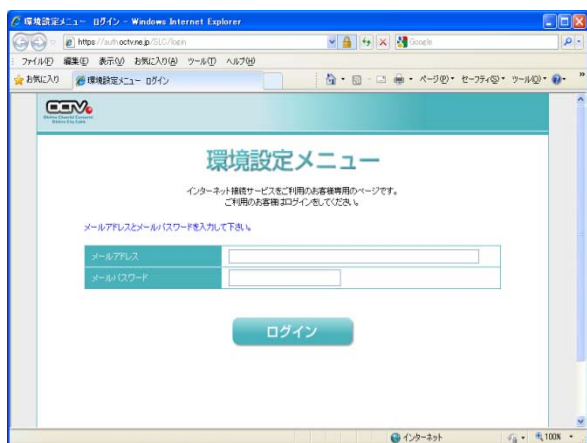 環境設定メニュー ログイン - Windows Internet Explorer
https://auth.octv.ne.jp/SLG/login
Google
ファイル(F) 編集(E) 表示(V) お気に入り(A) ツール(T) ヘルプ(H)
お気に入り 環境設定メニュー ログイン ページ(P) セーフティ(S) ツール(O) »
環境設定メニュー
インターネット接続サービスをご利用のお客様専用のページです。
ご利用のお客様はログインをしてください。
メールアドレスとメールパスワードを入力して下さい。
メールアドレス
メールパスワード
ログイン
インターネット 100%